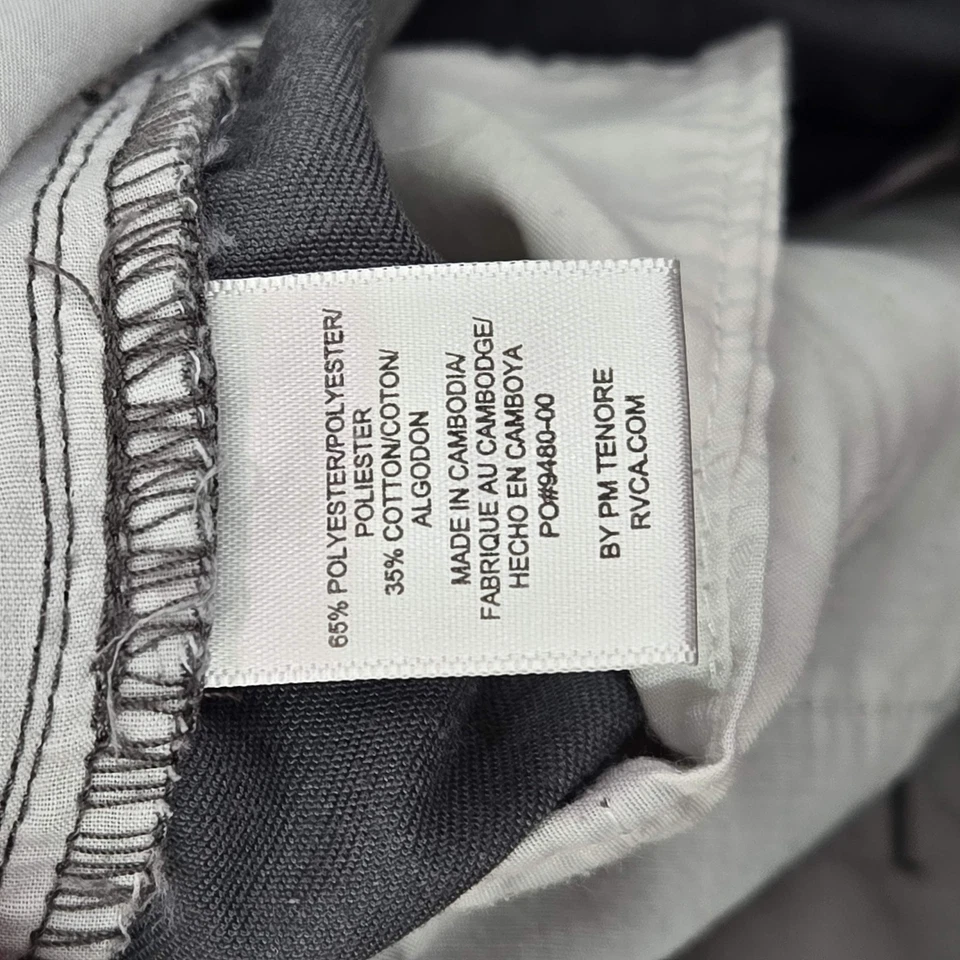 65% POLYESTER/POLYESTER/
POLIESTER
35% COTTON/COTON/
ALGODON
MADE IN CAMBODIA/
FABRIQUE AU CAMBODGE/
HECHO EN CAMBOYA
PO#9480-00
BY PM TENORE
RVCA.COM